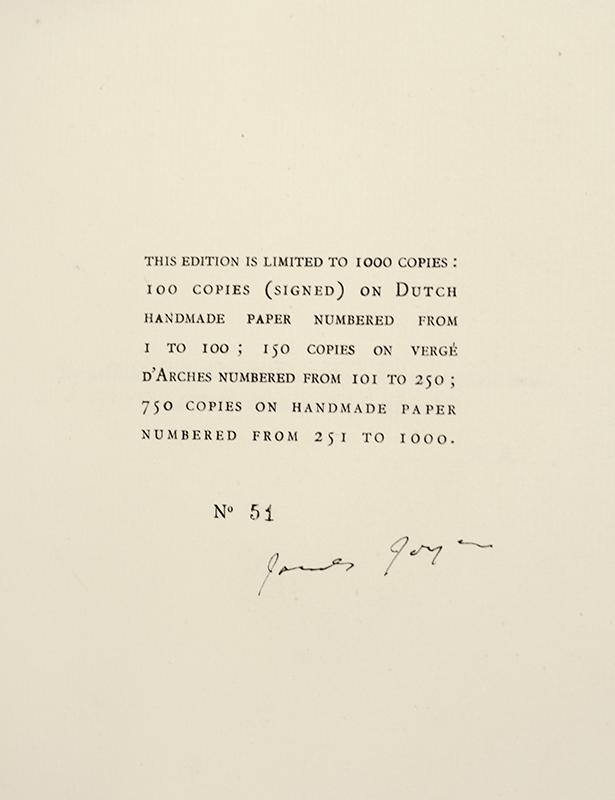 THIS EDITION IS LIMITED TO 1000 COPIES :
100 COPIES (SIGNED) ON DUTCH
HANDMADE PAPER NUMBERED FROM
1 TO 100 ; 150 COPIES ON VERGÉ
D'ARCHES NUMBERED FROM 101 TO 250 ;
750 COPIES ON HANDMADE PAPER
NUMBERED FROM 251 TO 1000.
Nº 51
James Joyce